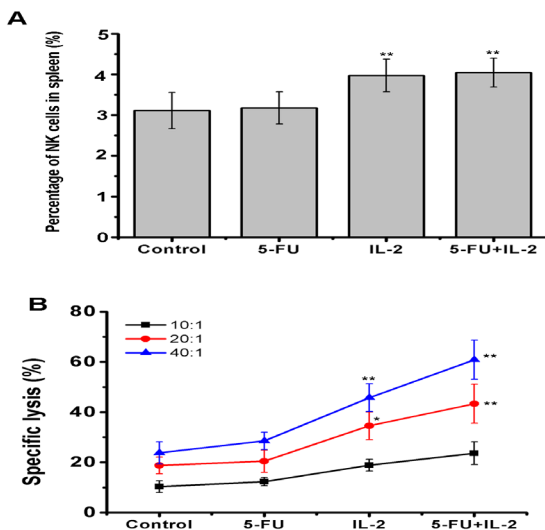 A
Percentage of NK cells in spleen (%)
5
4
3
2
1
0
**
**
Control
5-FU
IL-2
5-FU+IL-2
B
Specific lysis (%)
80
60
40
20
0
10:1
20:1
40:1
**
**
*
**
Control
5-FU
IL-2
5-FU+IL-2